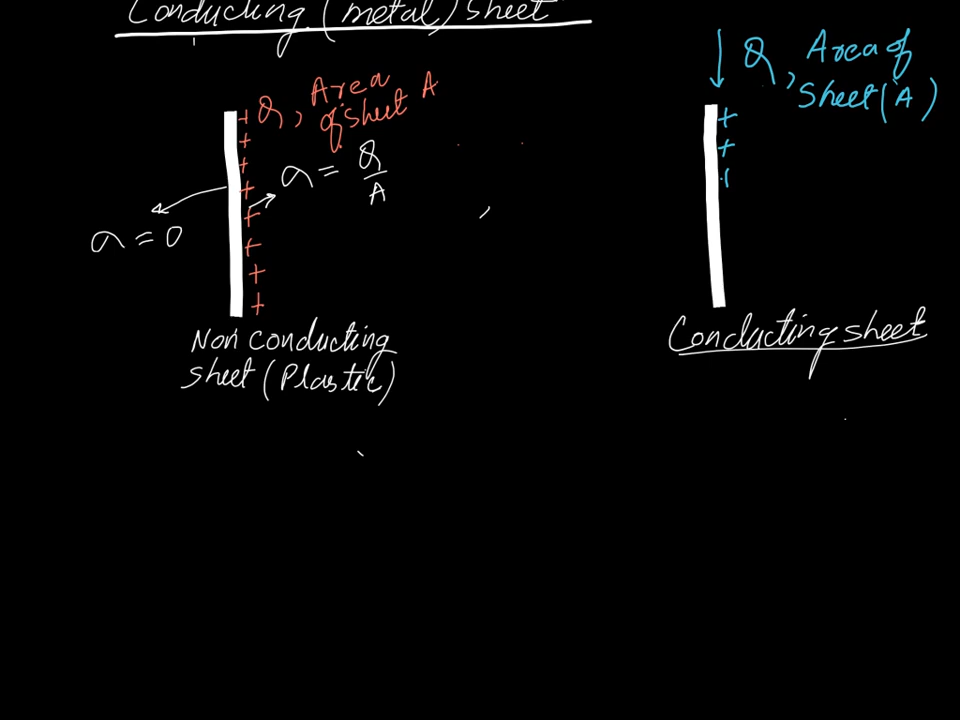 Conducting (metal) Sheet
Q, Area of Sheet A
+
+
+
+
+
+
+
+
σ = Q/A
σ = 0
Non conducting
Sheet (Plastic)
Q, Area of
Sheet (A)
+
+
+
Conducting sheet